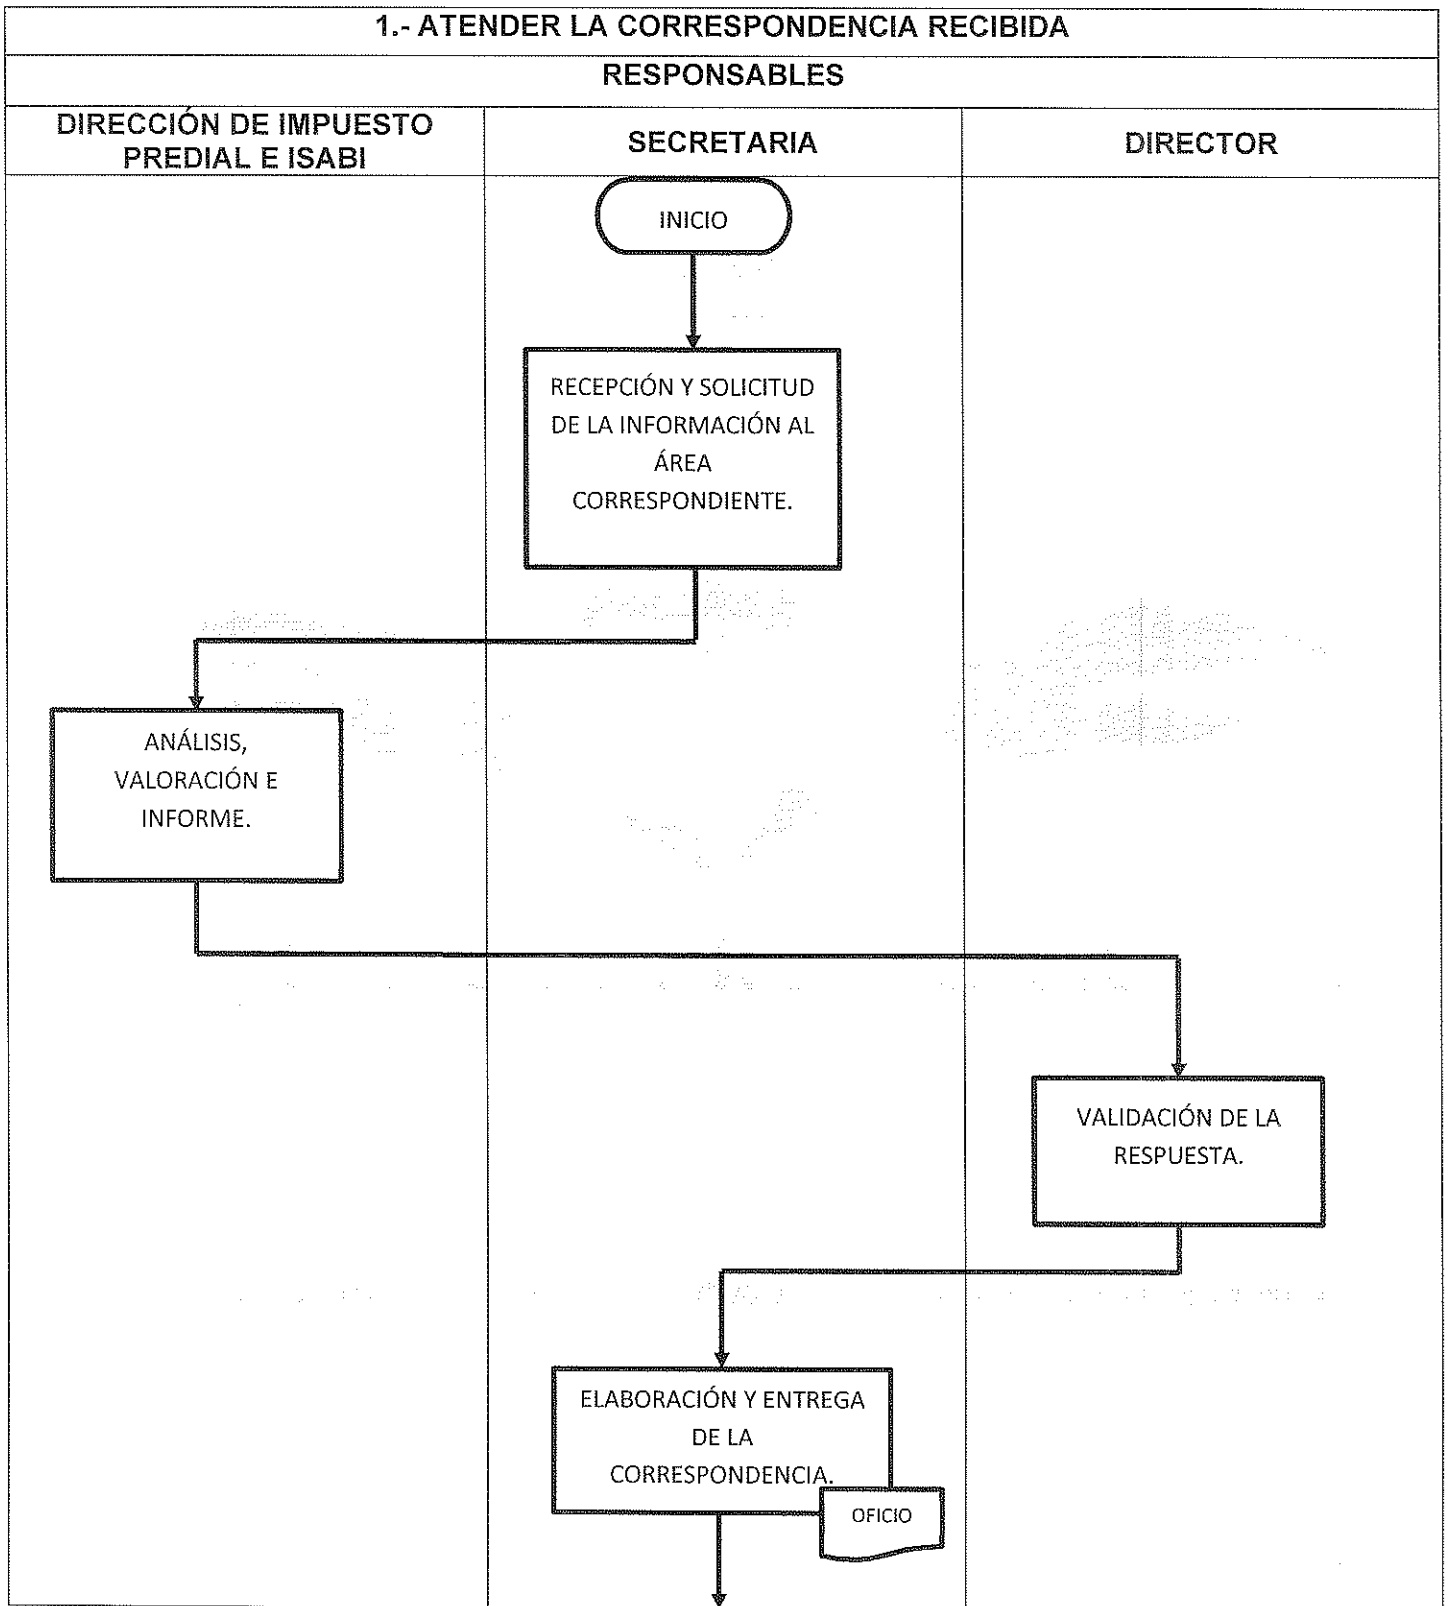 1.- ATENDER LA CORRESPONDENCIA RECIBIDA
RESPONSABLES
DIRECCIÓN DE IMPUESTO
PREDIAL E ISABI
SECRETARIA
DIRECTOR
INICIO
RECEPCIÓN Y SOLICITUD
DE LA INFORMACIÓN AL
ÁREA
CORRESPONDIENTE.
ANÁLISIS,
VALORACIÓN E
INFORME.
VALIDACIÓN DE LA
RESPUESTA.
ELABORACIÓN Y ENTREGA
DE LA
CORRESPONDENCIA.
OFICIO